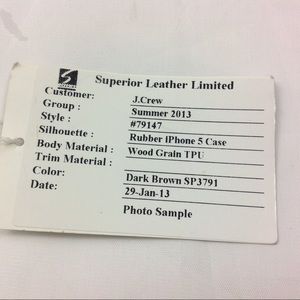 Superior Leather Limited
Customer: J.Crew
Group : Summer 2013
Style : #79147
Silhouette : Rubber iPhone 5 Case
Body Material : Wood Grain TPU
Trim Material :
Color: Dark Brown SP3791
Date: 29-Jan-13
Photo Sample